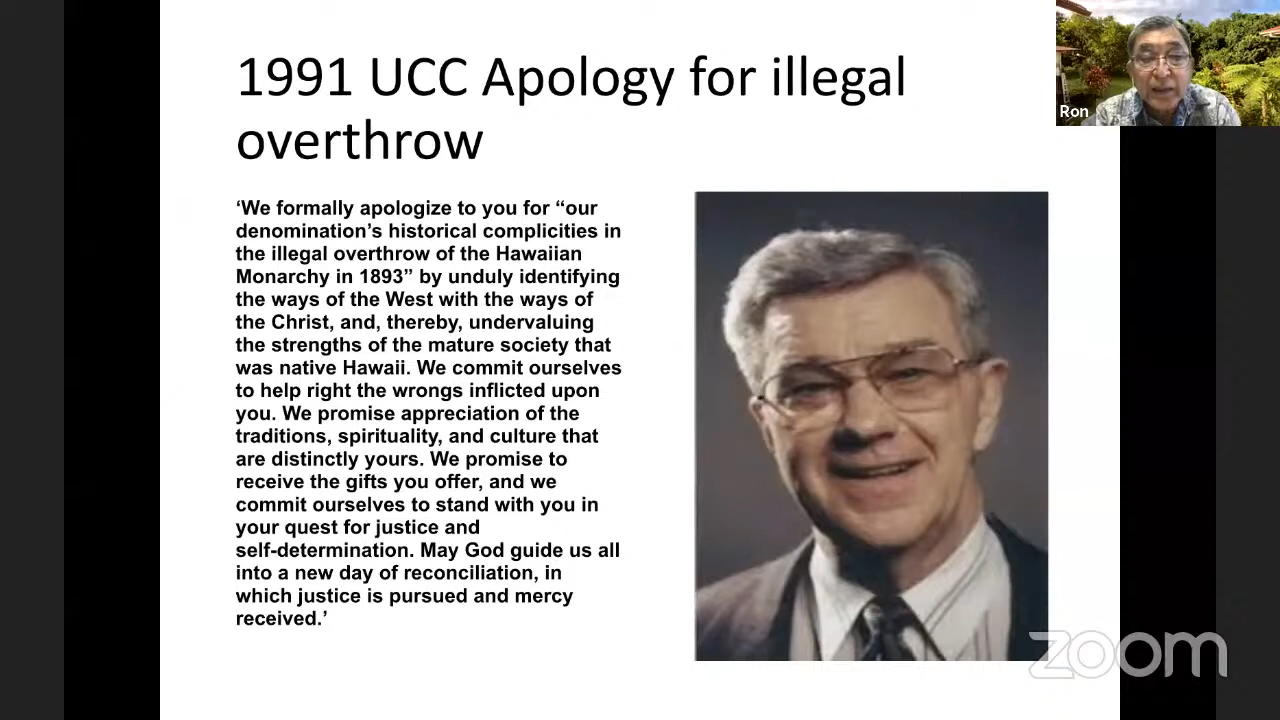 1991 UCC Apology for illegal
overthrow
‘We formally apologize to you for “our
denomination’s historical complicities in
the illegal overthrow of the Hawaiian
Monarchy in 1893” by unduly identifying
the ways of the West with the ways of
the Christ, and, thereby, undervaluing
the strengths of the mature society that
was native Hawaii. We commit ourselves
to help right the wrongs inflicted upon
you. We promise appreciation of the
traditions, spirituality, and culture that
are distinctly yours. We promise to
receive the gifts you offer, and we
commit ourselves to stand with you in
your quest for justice and
self-determination. May God guide us all
into a new day of reconciliation, in
which justice is pursued and mercy
received.’
Ron
zoom